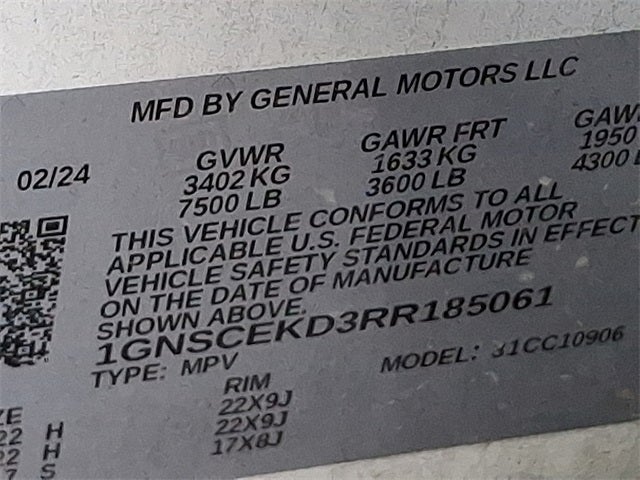 MFD BY GENERAL MOTORS LLC
02/24 GVWR GAWR FRT
3402 KG 1633 KG 1950
7500 LB 3600 LB 4300
THIS VEHICLE CONFORMS TO ALL
APPLICABLE U.S. FEDERAL MOTOR
VEHICLE SAFETY STANDARDS IN EFFECT
ON THE DATE OF MANUFACTURE
SHOWN ABOVE.
1GNSCEKD3RR185061
TYPE: MPV MODEL:
RIM
22X9J
H 22X9J
H 17X8J
S